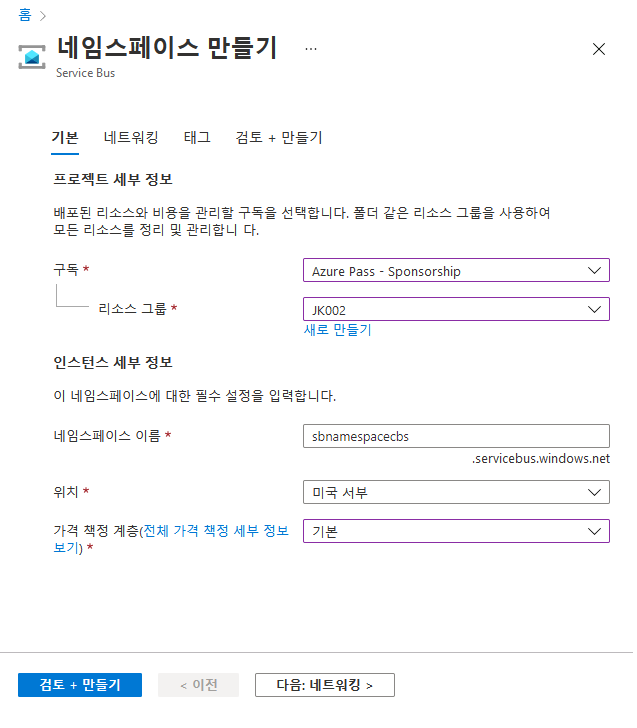 홈
네임스페이스 만들기 ...
Service Bus
기본 네트워킹 태그 검토 + 만들기
프로젝트 세부 정보
배포된 리소스와 비용을 관리할 구독을 선택합니다. 폴더 같은 리소스 그룹을 사용하여
모든 리소스를 정리 및 관리합니 다.
구독 * Azure Pass - Sponsorship
리소스 그룹 * JK002
새로 만들기
인스턴스 세부 정보
이 네임스페이스에 대한 필수 설정을 입력합니다.
네임스페이스 이름 * sbnamespacecbs
.servicebus.windows.net
위치 * 미국 서부
가격 책정 계층(전체 가격 책정 세부 정보 기본
보기) *
검토 + 만들기 < 이전 다음: 네트워킹 >